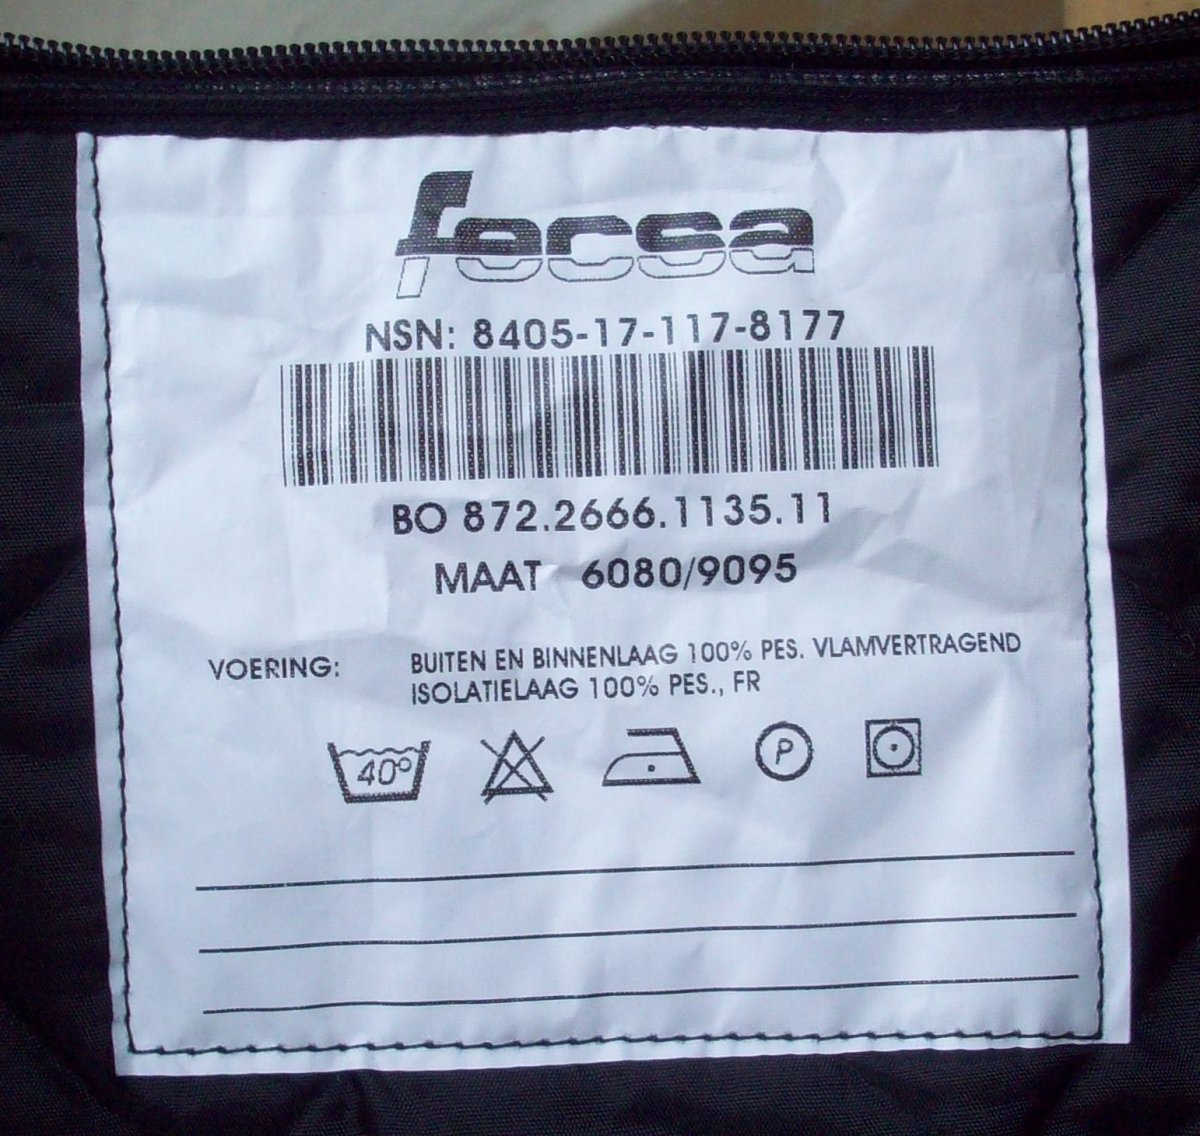 fecsa
NSN: 8405-17-117-8177
BO 872.2666.1135.11
MAAT 6080/9095
VOERING: BUITEN EN BINNENLAAG 100% PES. VLAMVERTRAGEND
ISOLATIELAAG 100% PES., FR
40° P